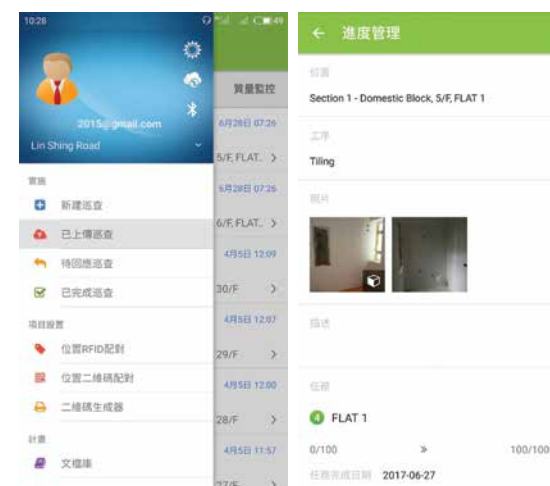 10:28
49
2015@gmail.com
Lin Shing Road
實施
新建巡查
已上傳巡查
待回應巡查
已完成巡查
項目設置
位置RFID配對
位置二維碼配對
二維碼生成器
計畫
文檔庫
質量監控
6月28日 07:26
5/F, FLAT..
6月28日 07:26
6/F, FLAT..
4月5日 12:09
30/F
4月5日 12:07
29/F
4月5日 12:00
28/F
4月5日 11:57
27/F
進度管理
位置
Section 1 - Domestic Block, 5/F, FLAT 1
工序
Tiling
照片
描述
任務
4 FLAT 1
0/100 » 100/100
任務完成日期 2017-06-27